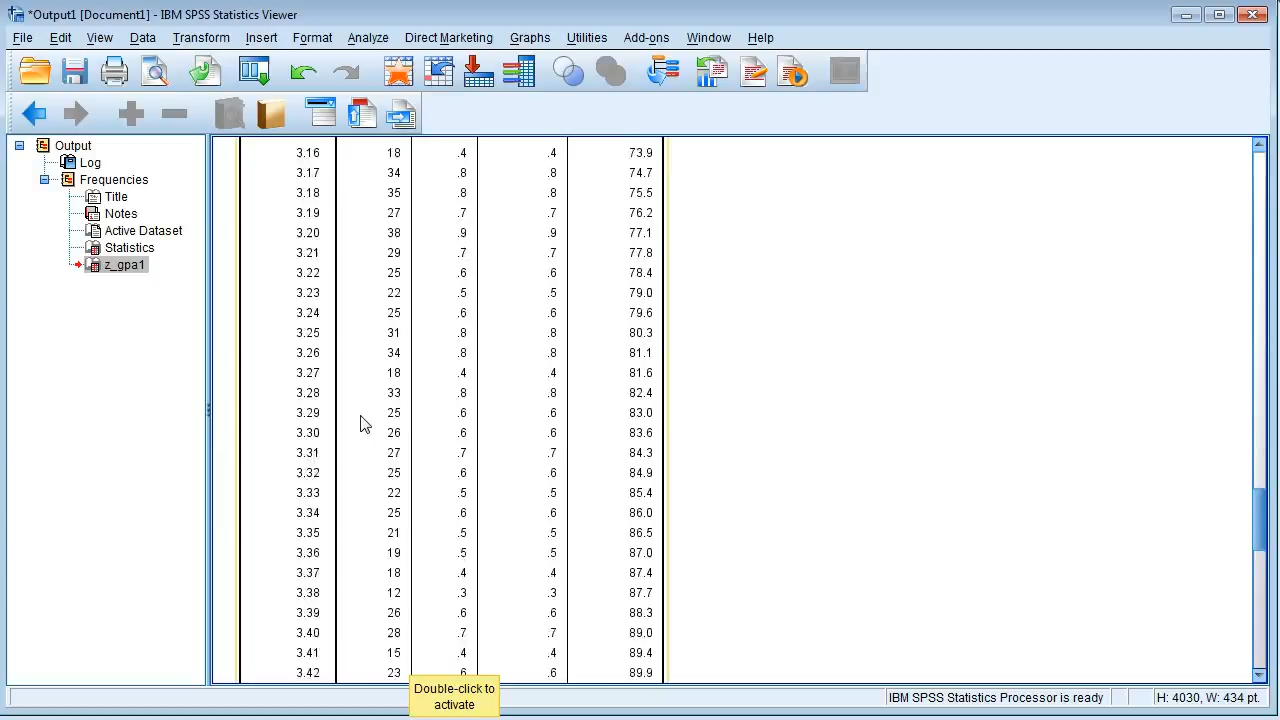 *Output1 [Document1] - IBM SPSS Statistics Viewer
File Edit View Data Transform Insert Format Analyze Direct Marketing Graphs Utilities Add-ons Window Help
Output
Log
Frequencies
Title
Notes
Active Dataset
Statistics
z_gpa1
3.16 18 .4 .4 73.9
3.17 34 .8 .8 74.7
3.18 35 .8 .8 75.5
3.19 27 .7 .7 76.2
3.20 38 .9 .9 77.1
3.21 29 .7 .7 77.8
3.22 25 .6 .6 78.4
3.23 22 .5 .5 79.0
3.24 25 .6 .6 79.6
3.25 31 .8 .8 80.3
3.26 34 .8 .8 81.1
3.27 18 .4 .4 81.6
3.28 33 .8 .8 82.4
3.29 25 .6 .6 83.0
3.30 26 .6 .6 83.6
3.31 27 .7 .7 84.3
3.32 25 .6 .6 84.9
3.33 22 .5 .5 85.4
3.34 25 .6 .6 86.0
3.35 21 .5 .5 86.5
3.36 19 .5 .5 87.0
3.37 18 .4 .4 87.4
3.38 12 .3 .3 87.7
3.39 26 .6 .6 88.3
3.40 28 .7 .7 89.0
3.41 15 .4 .4 89.4
3.42 23 .6 .6 89.9
Double-click to
activate
IBM SPSS Statistics Processor is ready H: 4030, W: 434 pt.